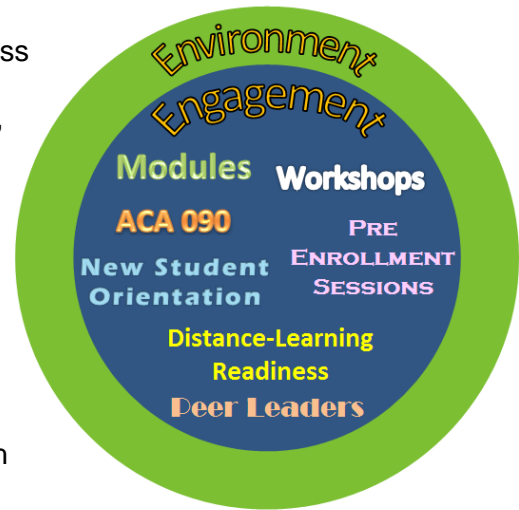 Environment
Engagement
Modules
Workshops
ACA 090
PRE
ENROLLMENT
SESSIONS
New Student
Orientation
Distance-Learning
Readiness
Peer Leaders